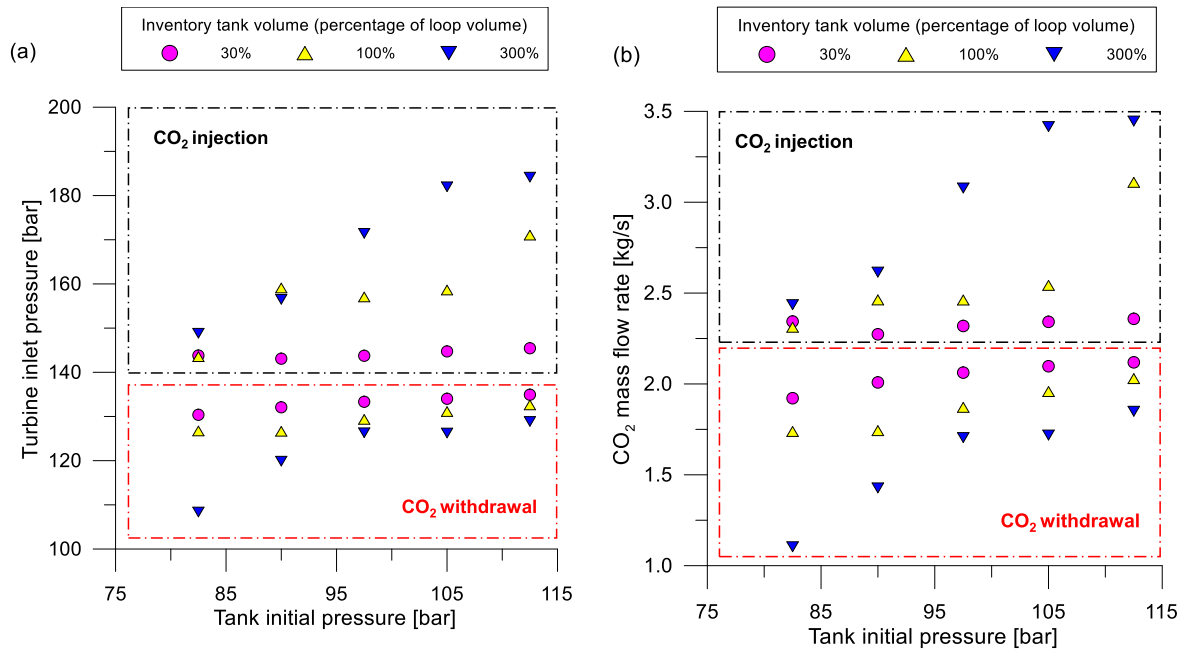 (a)
Inventory tank volume (percentage of loop volume)
30% 100% 300%
Turbine inlet pressure [bar]
200
180
160
140
120
100
CO₂ injection
CO₂ withdrawal
75 85 95 105 115
Tank initial pressure [bar]
(b)
Inventory tank volume (percentage of loop volume)
30% 100% 300%
CO₂ mass flow rate [kg/s]
3.5
3.0
2.5
2.0
1.5
1.0
CO₂ injection
CO₂ withdrawal
75 85 95 105 115
Tank initial pressure [bar]